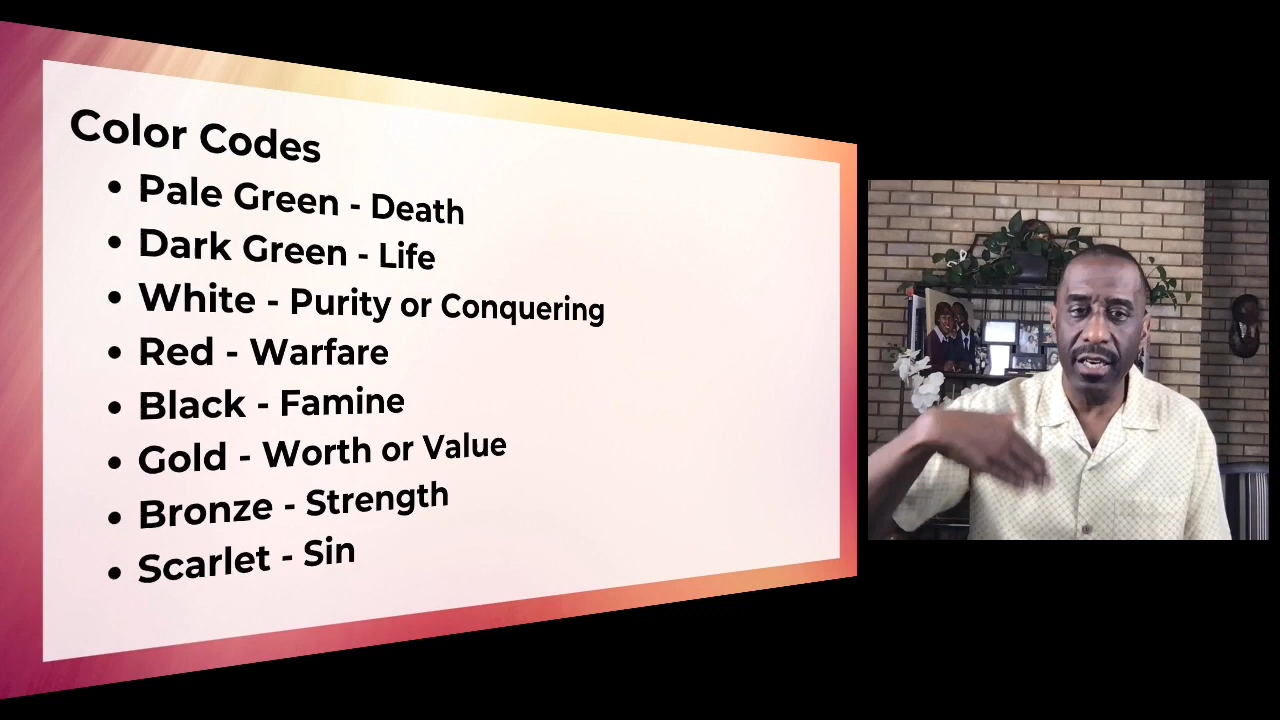 Color Codes
• Pale Green - Death
• Dark Green - Life
• White - Purity or Conquering
• Red - Warfare
• Black - Famine
• Gold - Worth or Value
• Bronze - Strength
• Scarlet - Sin